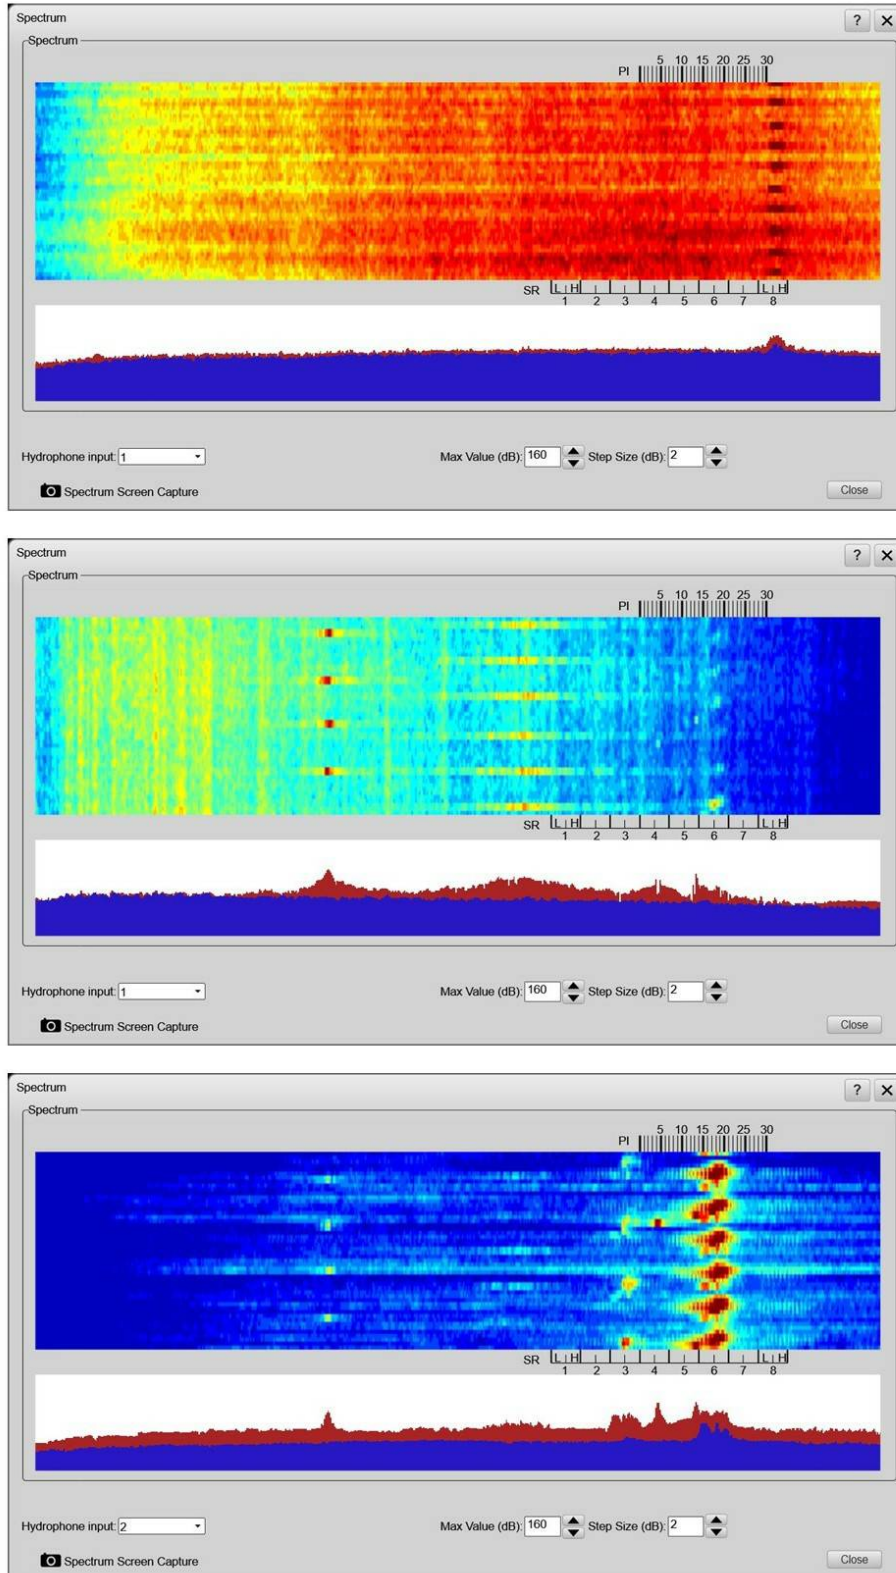 Spectrum
? X
Spectrum
PI 5 10 15 20 25 30
SR L H
1 2 3 4 5 6 7 8
L H
Hydrophone input: 1
Max Value (dB): 160 Step Size (dB): 2
Spectrum Screen Capture
Close
Spectrum
? X
Spectrum
PI 5 10 15 20 25 30
SR L H
1 2 3 4 5 6 7 8
L H
Hydrophone input: 1
Max Value (dB): 160 Step Size (dB): 2
Spectrum Screen Capture
Close
Spectrum
? X
Spectrum
PI 5 10 15 20 25 30
SR L H
1 2 3 4 5 6 7 8
L H
Hydrophone input: 2
Max Value (dB): 160 Step Size (dB): 2
Spectrum Screen Capture
Close